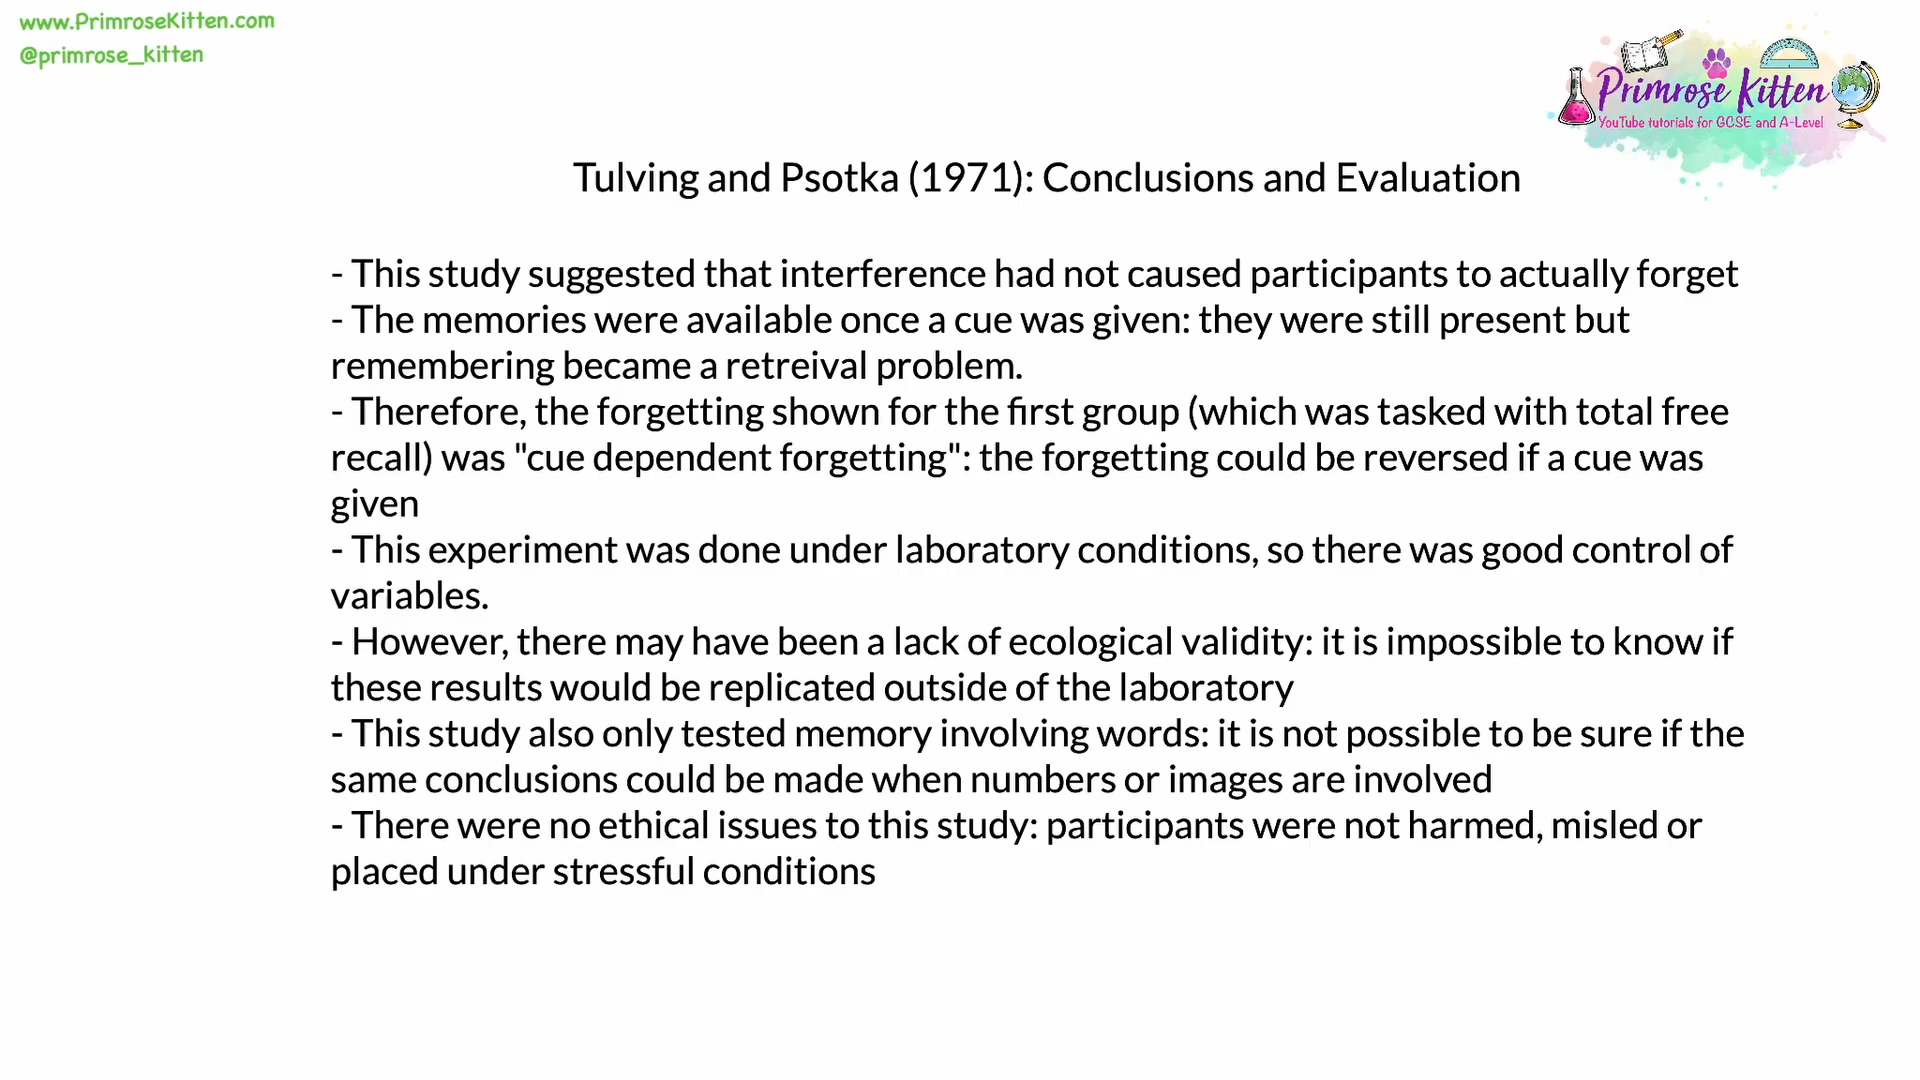 www.PrimroseKitten.com
@primrose_kitten
Primrose Kitten
YouTube tutorials for GCSE and A-Level
Tulving and Psotka (1971): Conclusions and Evaluation
- This study suggested that interference had not caused participants to actually forget
- The memories were available once a cue was given: they were still present but
remembering became a retreival problem.
- Therefore, the forgetting shown for the first group (which was tasked with total free
recall) was "cue dependent forgetting": the forgetting could be reversed if a cue was
given
- This experiment was done under laboratory conditions, so there was good control of
variables.
- However, there may have been a lack of ecological validity: it is impossible to know if
these results would be replicated outside of the laboratory
- This study also only tested memory involving words: it is not possible to be sure if the
same conclusions could be made when numbers or images are involved
- There were no ethical issues to this study: participants were not harmed, misled or
placed under stressful conditions